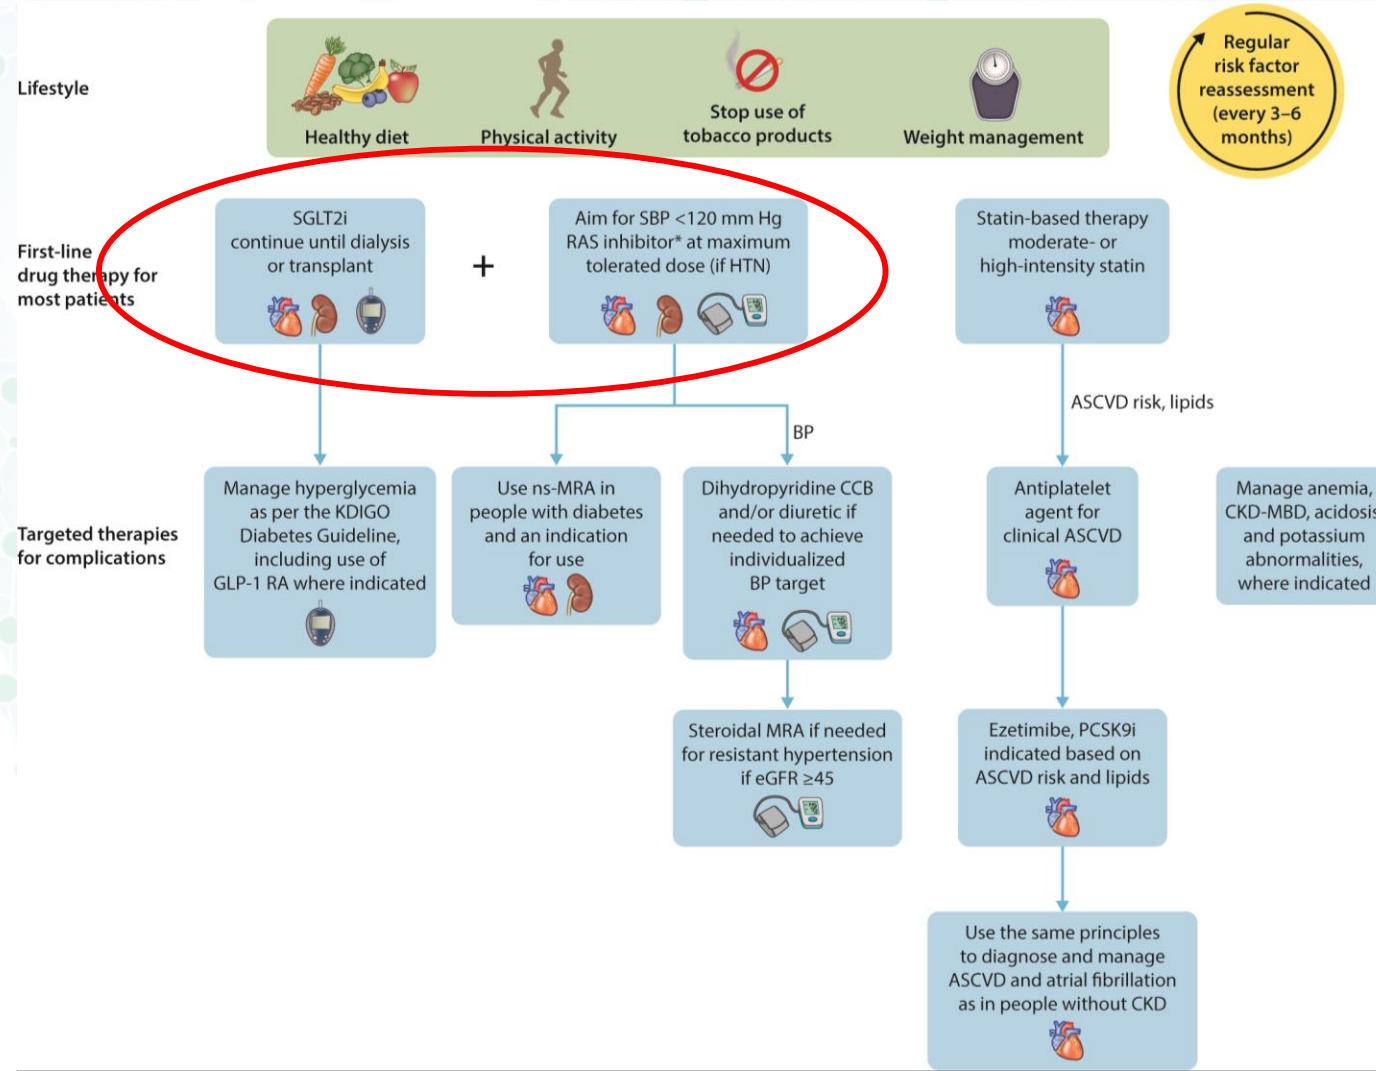 Lifestyle
Healthy diet
Physical activity
Stop use of
tobacco products
Weight management
Regular
risk factor
reassessment
(every 3–6
months)
First-line
drug therapy for
most patients
SGLT2i
continue until dialysis
or transplant
+
Aim for SBP <120 mm Hg
RAS inhibitor* at maximum
tolerated dose (if HTN)
Statin-based therapy
moderate- or
high-intensity statin
ASCVD risk, lipids
BP
Targeted therapies
for complications
Manage hyperglycemia
as per the KDIGO
Diabetes Guideline,
including use of
GLP-1 RA where indicated
Use ns-MRA in
people with diabetes
and an indication
for use
Dihydropyridine CCB
and/or diuretic if
needed to achieve
individualized
BP target
Antiplatelet
agent for
clinical ASCVD
Manage anemia,
CKD-MBD, acidosis
and potassium
abnormalities,
where indicated
Steroidal MRA if needed
for resistant hypertension
if eGFR ≥45
Ezetimibe, PCSK9i
indicated based on
ASCVD risk and lipids
Use the same principles
to diagnose and manage
ASCVD and atrial fibrillation
as in people without CKD